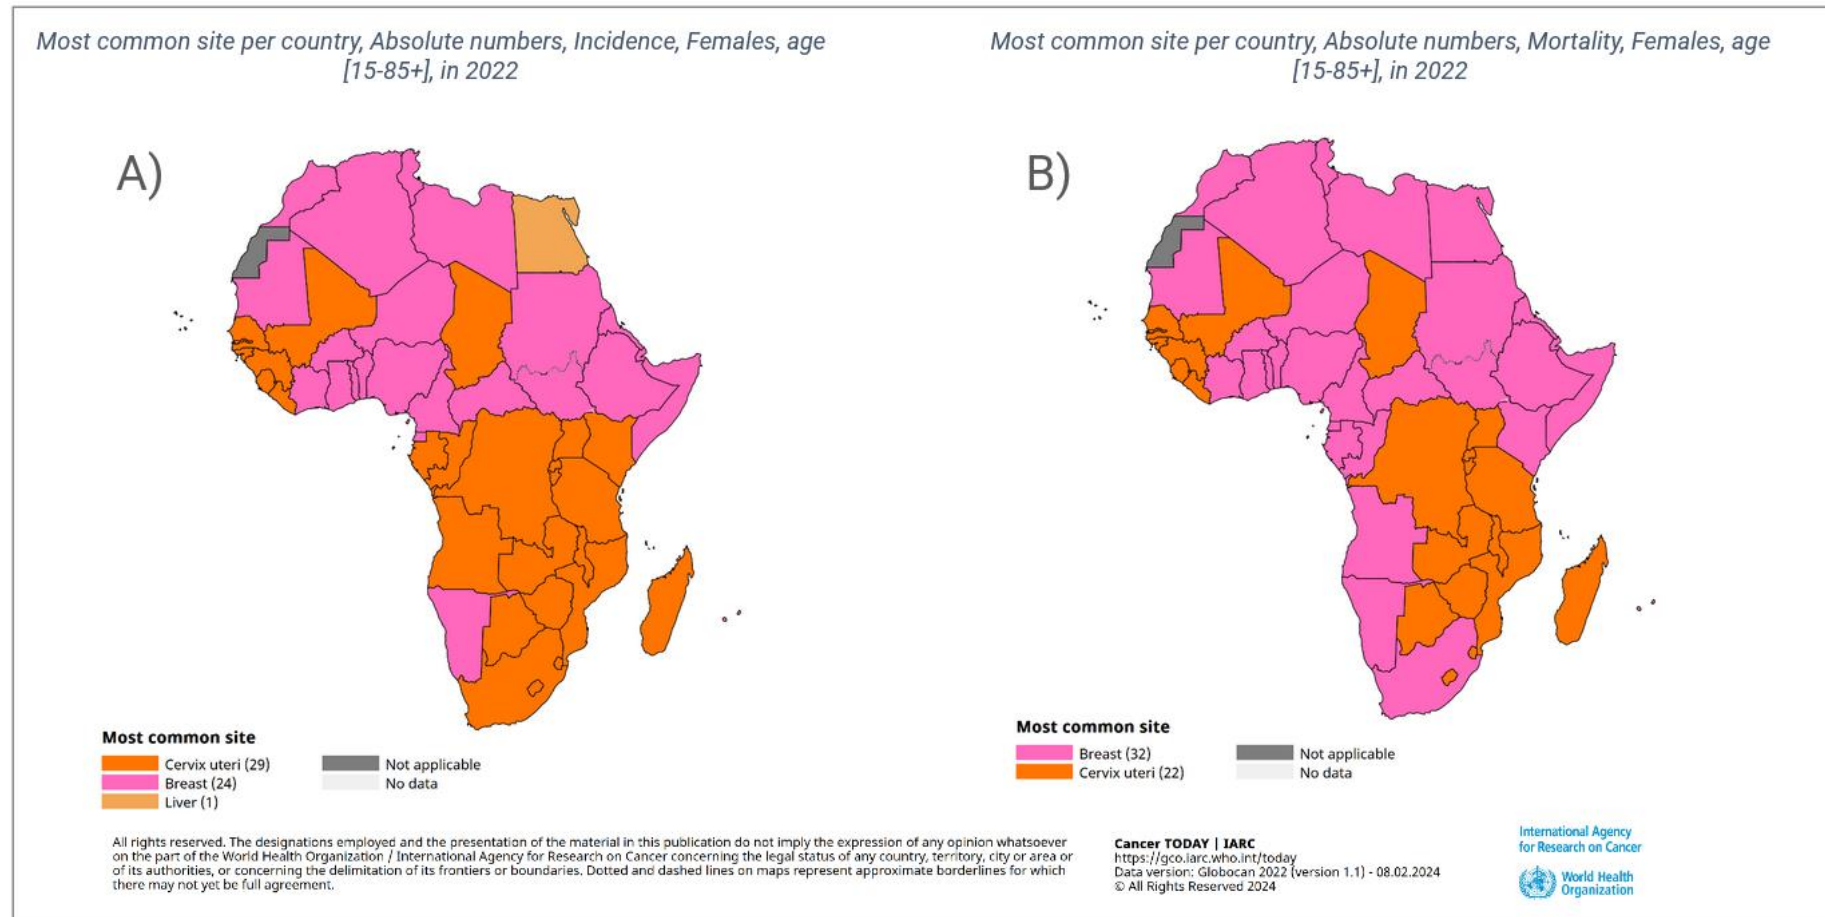 Most common site per country, Absolute numbers, Incidence, Females, age
[15-85+], in 2022
A)
Most common site
Cervix uteri (29)
Breast (24)
Liver (1)
Not applicable
No data
Most common site per country, Absolute numbers, Mortality, Females, age
[15-85+], in 2022
B)
Most common site
Breast (32)
Cervix uteri (22)
Not applicable
No data
All rights reserved. The designations employed and the presentation of the material in this publication do not imply the expression of any opinion whatsoever
on the part of the World Health Organization / International Agency for Research on Cancer concerning the legal status of any country, territory, city or area or
of its authorities, or concerning the delimitation of its frontiers or boundaries. Dotted and dashed lines on maps represent approximate borderlines for which
there may not yet be full agreement.
Cancer TODAY | IARC
https://gco.iarc.who.int/today
Data version: Globocan 2022 (version 1.1) - 08.02.2024
© All Rights Reserved 2024
International Agency
for Research on Cancer
World Health
Organization